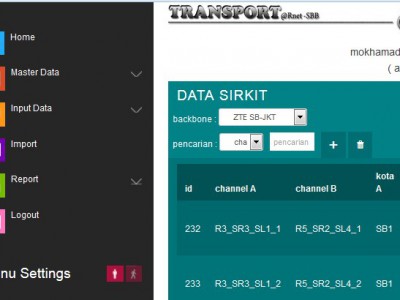 TRANSPORT@Rnet -SBB
mokhamad
( a
Home
Master Data
Input Data
Import
Report
Logout
nu Settings
DATA SIRKIT
backbone : ZTE SB-JKT
pencarian : cha pencarian +
id channel A channel B kota A
232 R3_SR3_SL1_1 R5_SR2_SL4_1 SB1
233 R3_SR3_SL1_2 R5_SR2_SL4_2 SB1